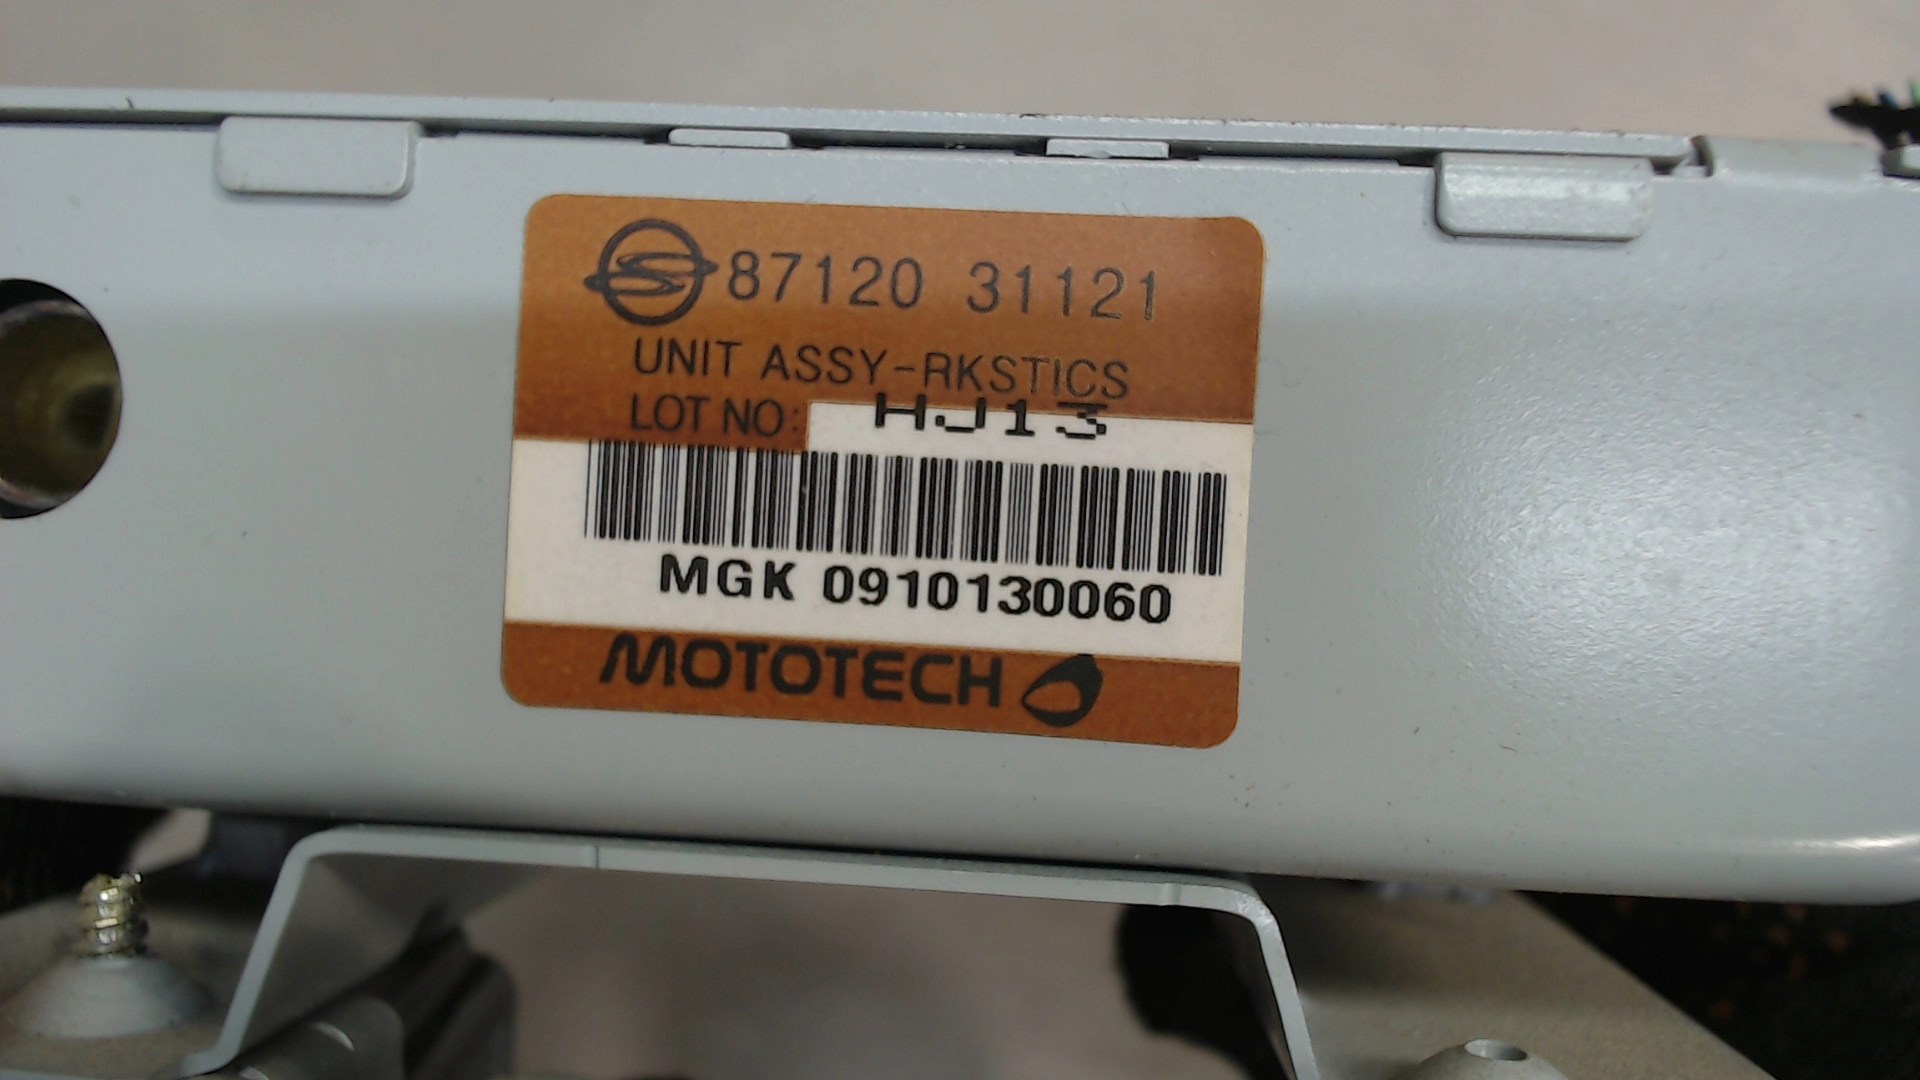 87120 31121
UNIT ASSY-RKSTICS
LOT NO: HJ13
MGK 0910130060
MOTOTECH